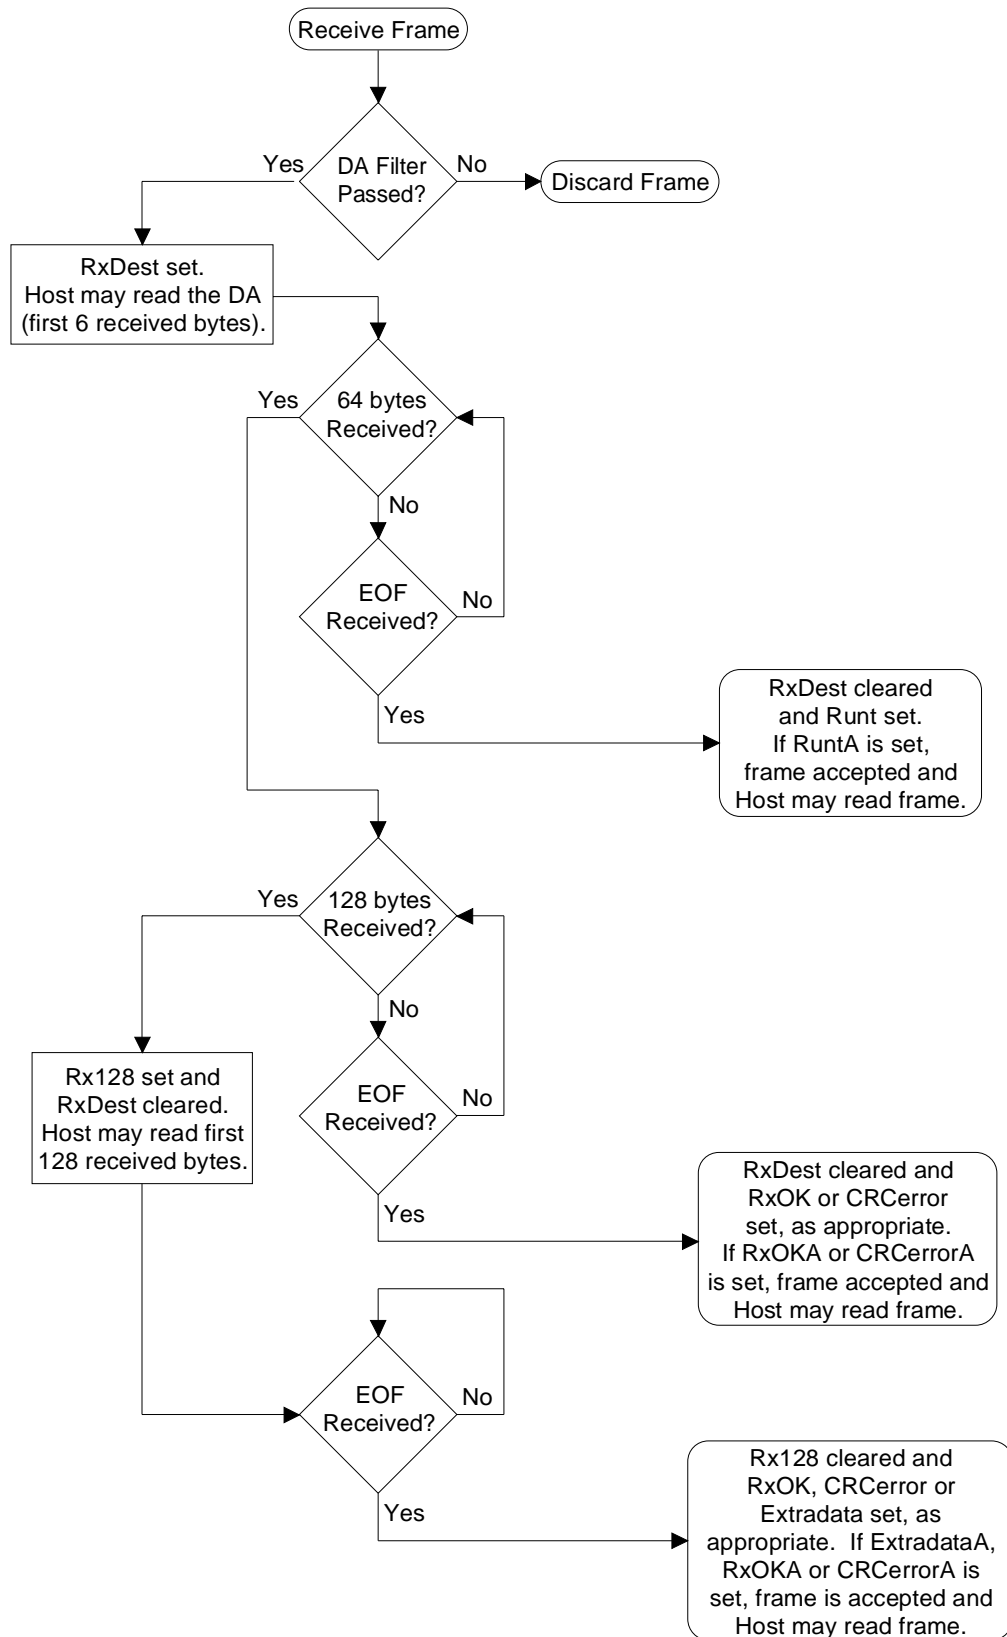 Receive Frame
Yes
DA Filter
Passed?
No
Discard Frame
RxDest set.
Host may read the DA
(first 6 received bytes).
Yes
64 bytes
Received?
No
EOF
Received?
No
Yes
RxDest cleared
and Runt set.
If RuntA is set,
frame accepted and
Host may read frame.
Yes
128 bytes
Received?
No
Rx128 set and
RxDest cleared.
Host may read first
128 received bytes.
EOF
Received?
No
Yes
RxDest cleared and
RxOK or CRCerror
set, as appropriate.
If RxOKA or CRCerrorA
is set, frame accepted and
Host may read frame.
EOF
Received?
No
Yes
Rx128 cleared and
RxOK, CRCerror or
Extradata set, as
appropriate.  If ExtradataA,
RxOKA or CRCerrorA is
set, frame is accepted and
Host may read frame.